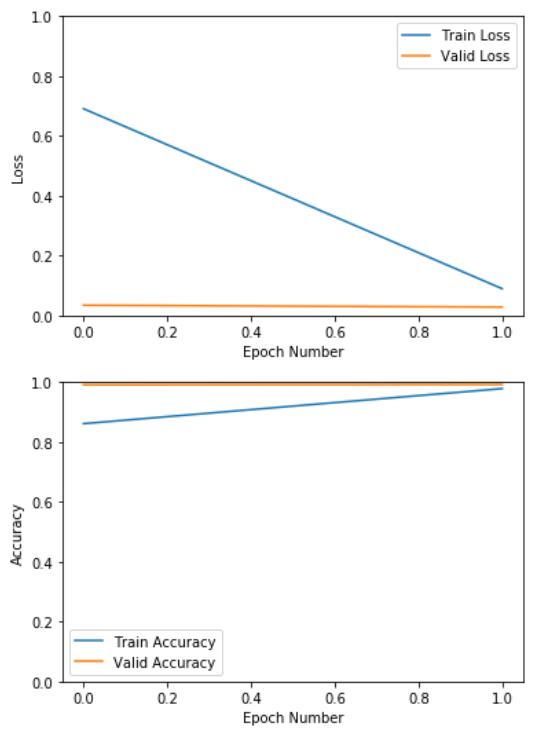 1.0
Train Loss
Valid Loss
0.8
0.6
Loss
0.4
0.2
0.0
0.0 0.2 0.4 0.6 0.8 1.0
Epoch Number
1.0
0.8
0.6
Accuracy
0.4
0.2
Train Accuracy
Valid Accuracy
0.0
0.0 0.2 0.4 0.6 0.8 1.0
Epoch Number